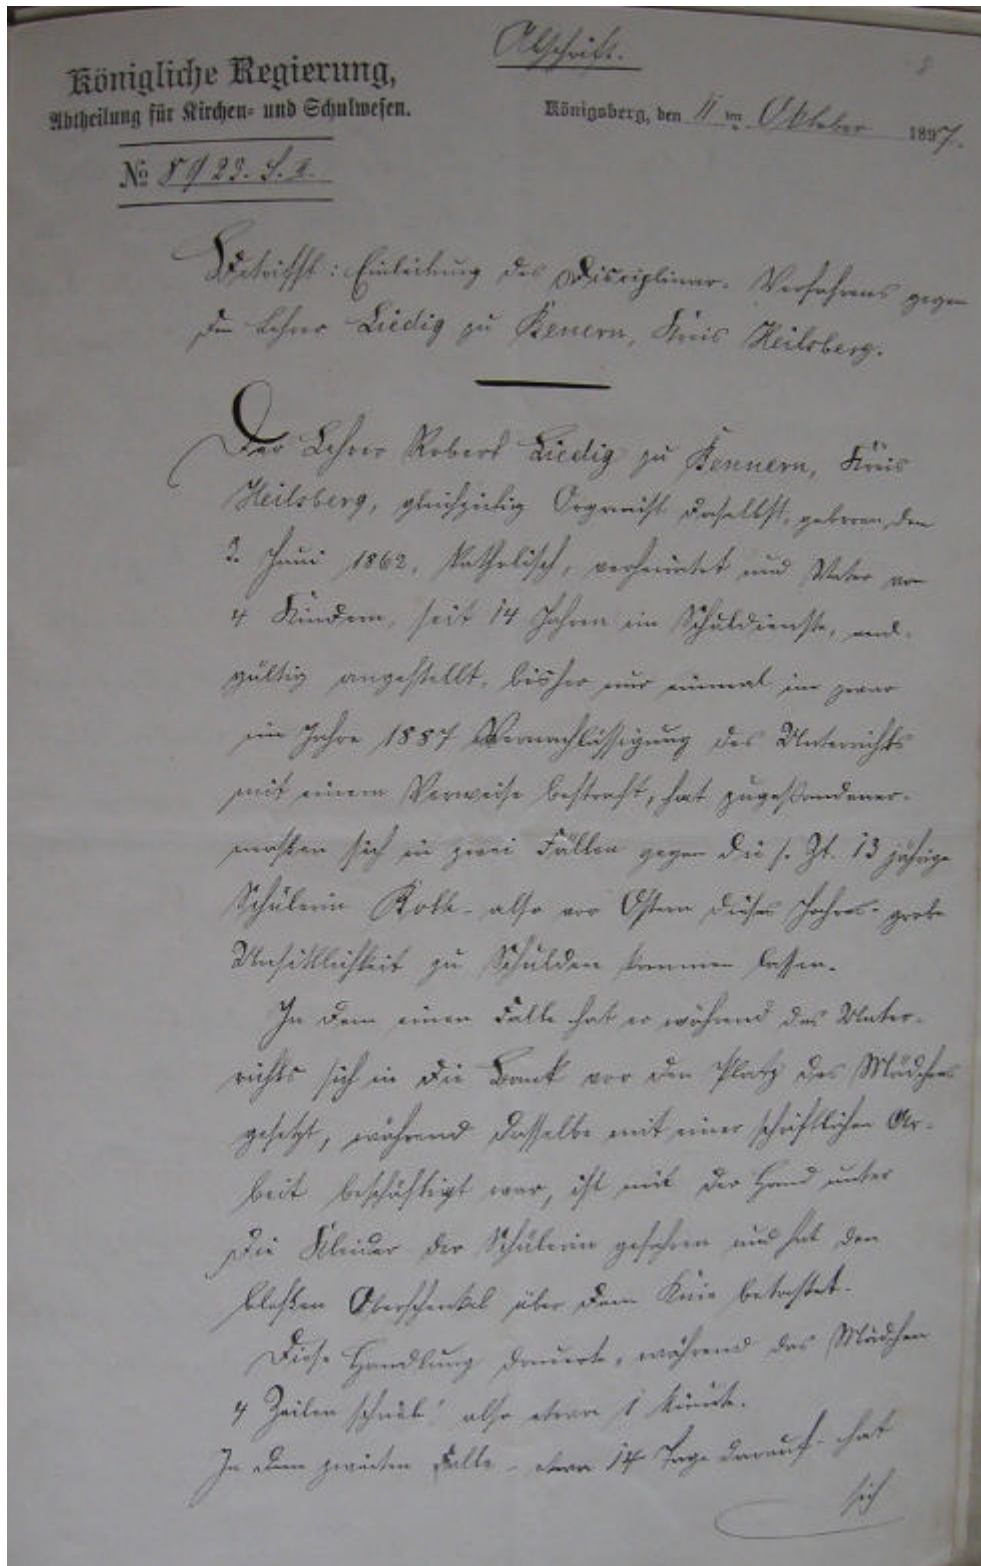 Abschrift.
8
Königliche Regierung,
Abtheilung für Kirchen- und Schulwesen.
Königsberg, den 11 ten Oktober 1897.
No 8923. S. II.
Betrifft: Einleitung des Disciplinar-Verfahrens gegen
den Lehrer Liedig zu Benern, Kreis Heilsberg.
Der Lehrer Robert Liedig zu Bennern, Kreis
Heilsberg, gleichzeitig Organist daselbst, geboren den
2. Juni 1862, katholisch, verheiratet und Vater von
4 Kindern, seit 14 Jahren im Schuldienste, end-
gültig angestellt, bisher nur einmal im zwar
im Jahre 1887 Vernachlässigung des Unterrichts
mit einem Verweise bestraft, hat zugestandener-
maßen sich in zwei Fällen gegen die s. Zt. 13 jährige
Schülerin - also vor Ostern dieses Jahres - grobe
Unsittlichkeit zu Schulden kommen lassen.
In dem einen Falle hat er während des Unter-
richts sich in die Bank vor den Platz des Mädchens
gesetzt, während dasselbe mit einer schriftlichen Ar-
beit beschäftigt war, ist mit der Hand unter
die Kleider der Schülerin gefahren und hat den
bloßen Oberschenkel über dem Knie betastet.
Diese Handlung dauerte, während das Mädchen
4 Zeilen schrieb, also etwa 1 Minute.
In dem zweiten Falle - etwa 14 Tage darauf - hat
sich